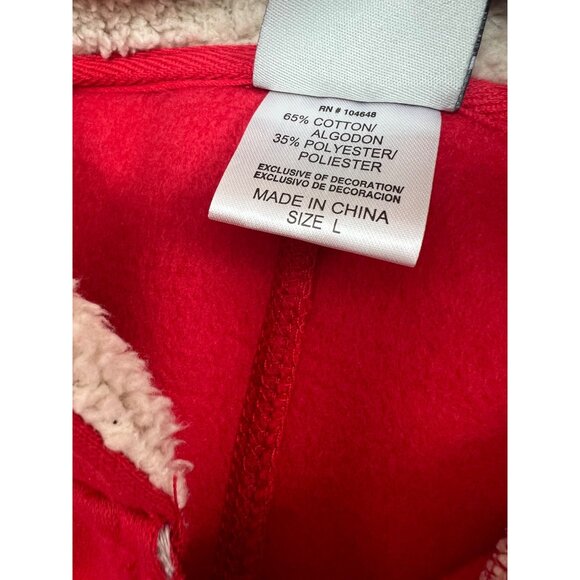 RN # 104648
65% COTTON/
ALGODON
35% POLYESTER/
POLIESTER
EXCLUSIVE OF DECORATION/
EXCLUSIVO DE DECORACION
MADE IN CHINA
SIZE L